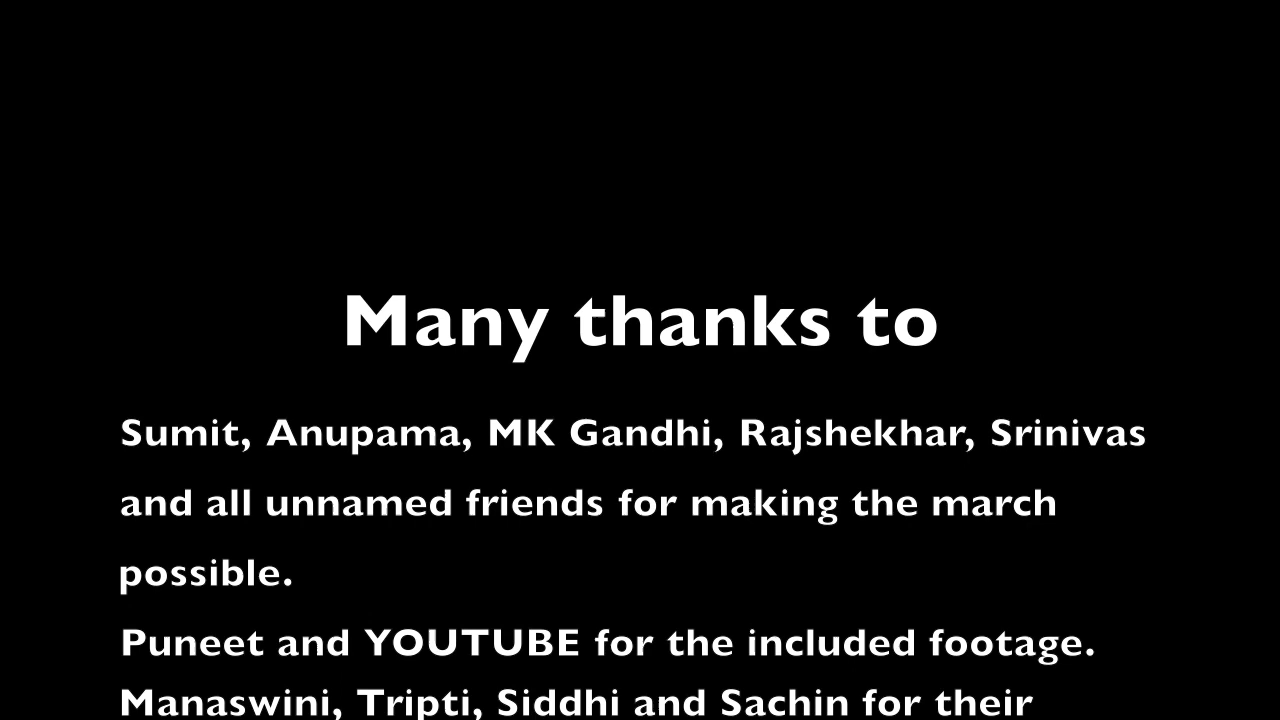 Many thanks to
Sumit, Anupama, MK Gandhi, Rajshekhar, Srinivas
and all unnamed friends for making the march
possible.
Puneet and YOUTUBE for the included footage.
Manaswini, Tripti, Siddhi and Sachin for their